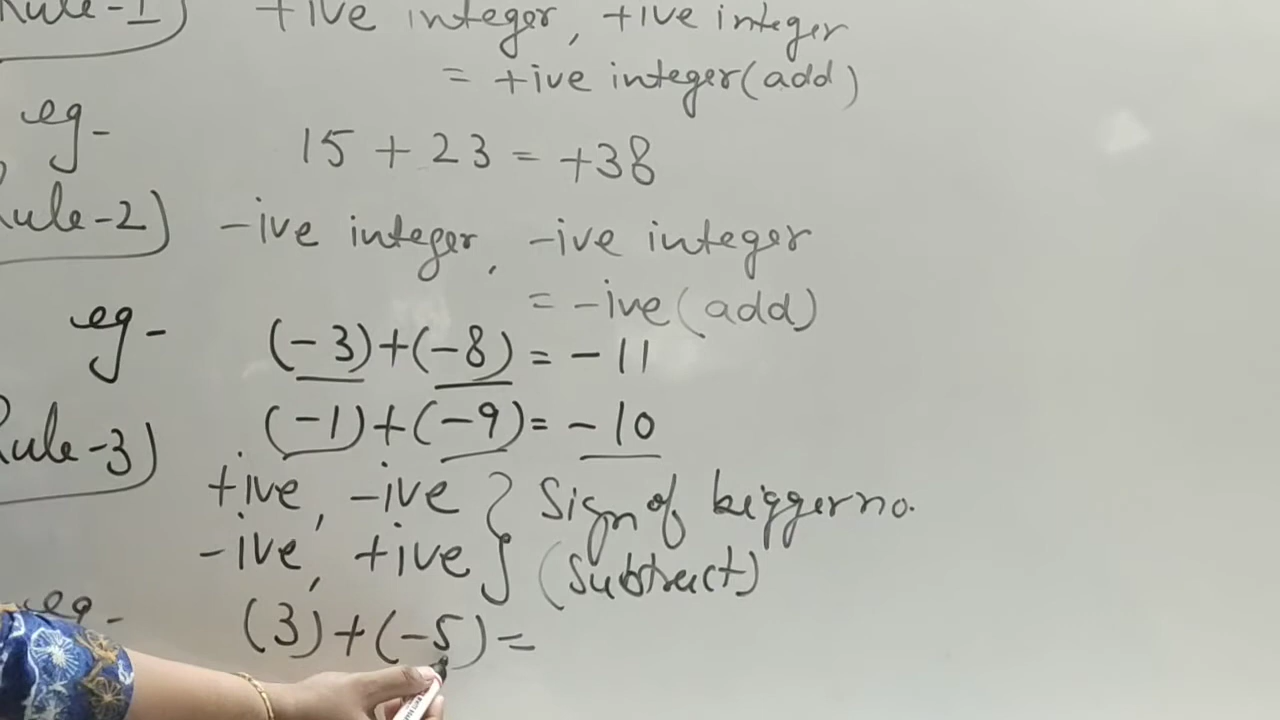 Rule-1) +ive integer, +ive integer
= +ive integer (add)
eg-
15 + 23 = +38
Rule-2) -ive integer, -ive integer
= -ive (add)
eg- (-3)+(-8) = -11
(-1)+(-9) = -10
Rule-3)
+ive, -ive } Sign of bigger no.
-ive, +ive } (Subtract)
eg- (3)+(-5) =